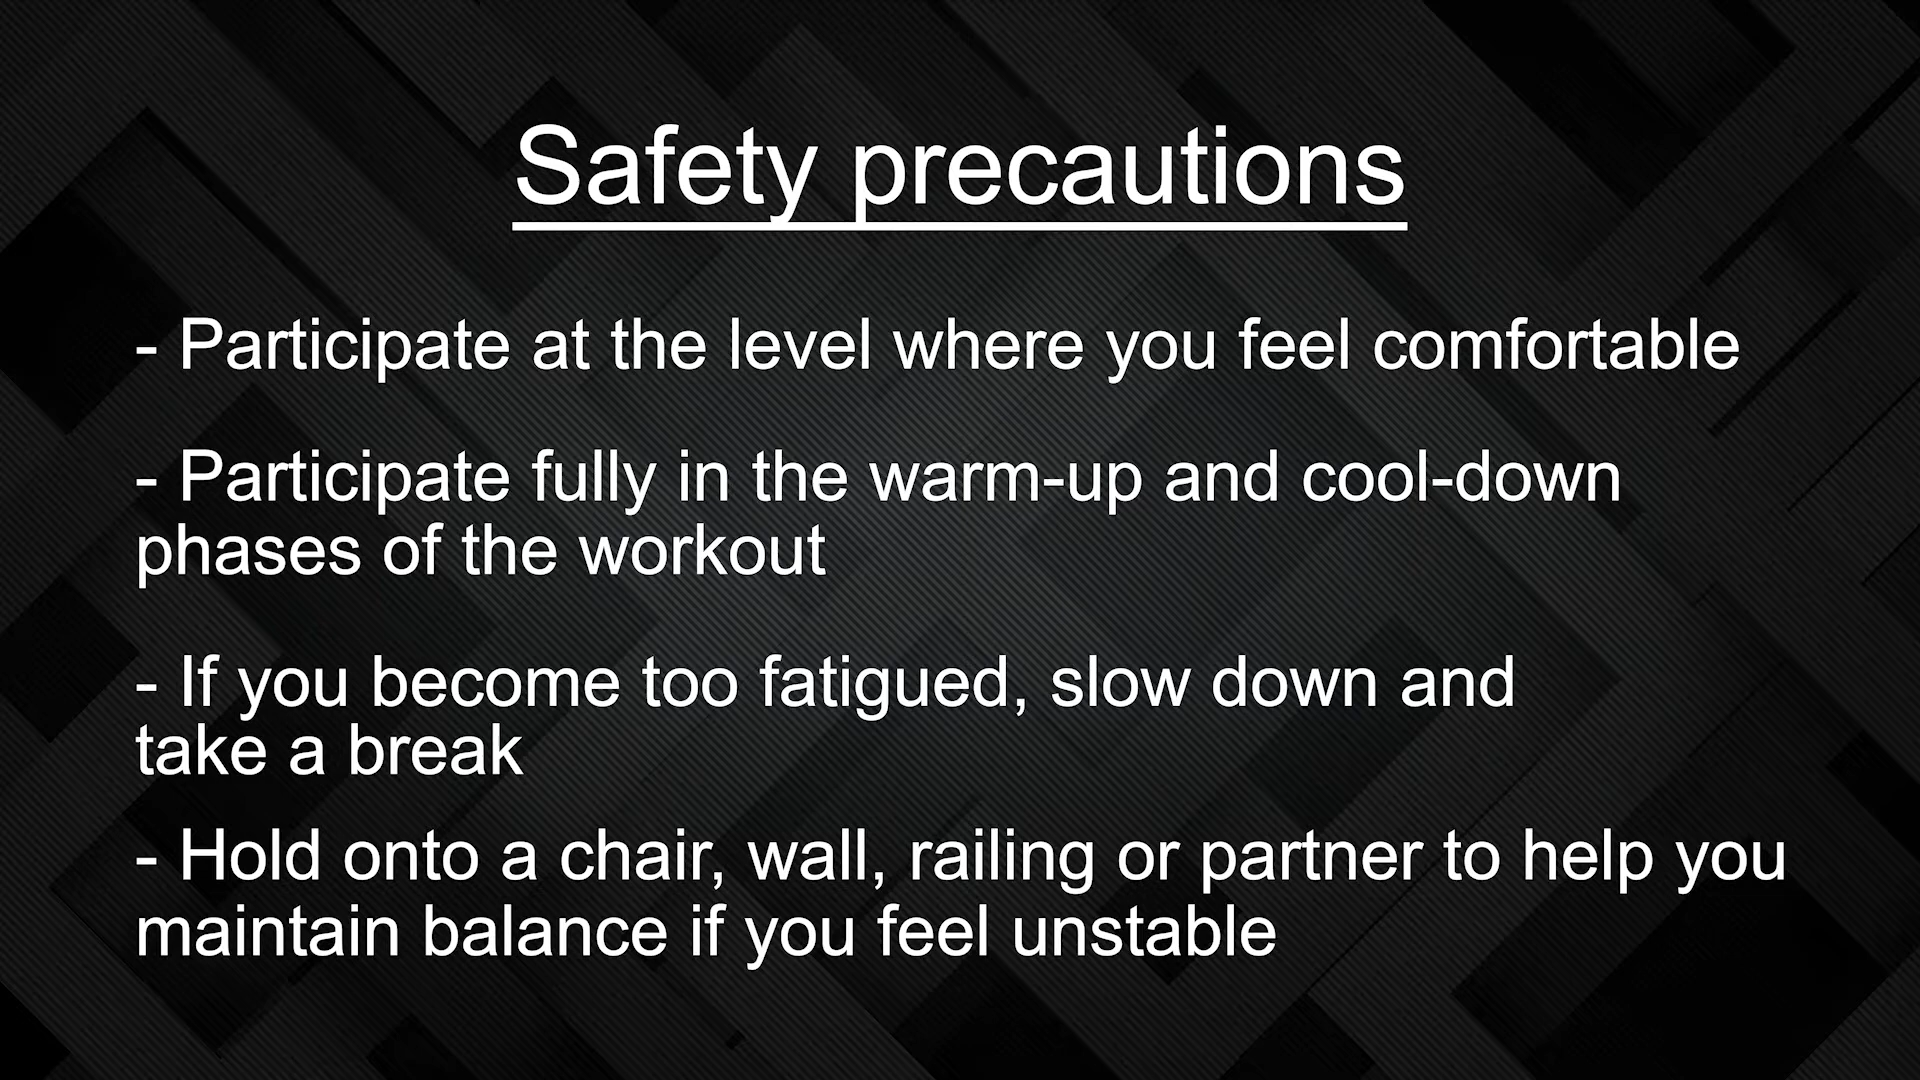 Safety precautions
- Participate at the level where you feel comfortable
- Participate fully in the warm-up and cool-down
phases of the workout
- If you become too fatigued, slow down and
take a break
- Hold onto a chair, wall, railing or partner to help you
maintain balance if you feel unstable